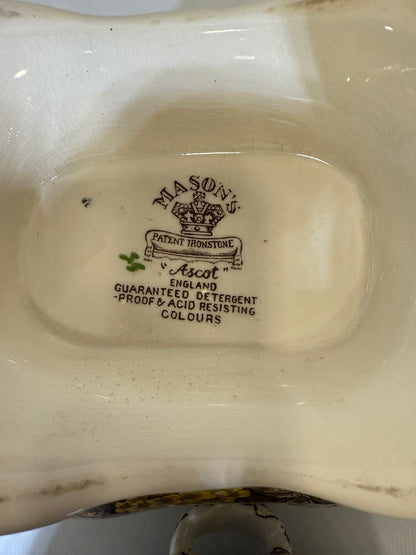 MASON'S
PATENT IRONSTONE
"Ascot"
ENGLAND
GUARANTEED DETERGENT
-PROOF & ACID RESISTING
COLOURS